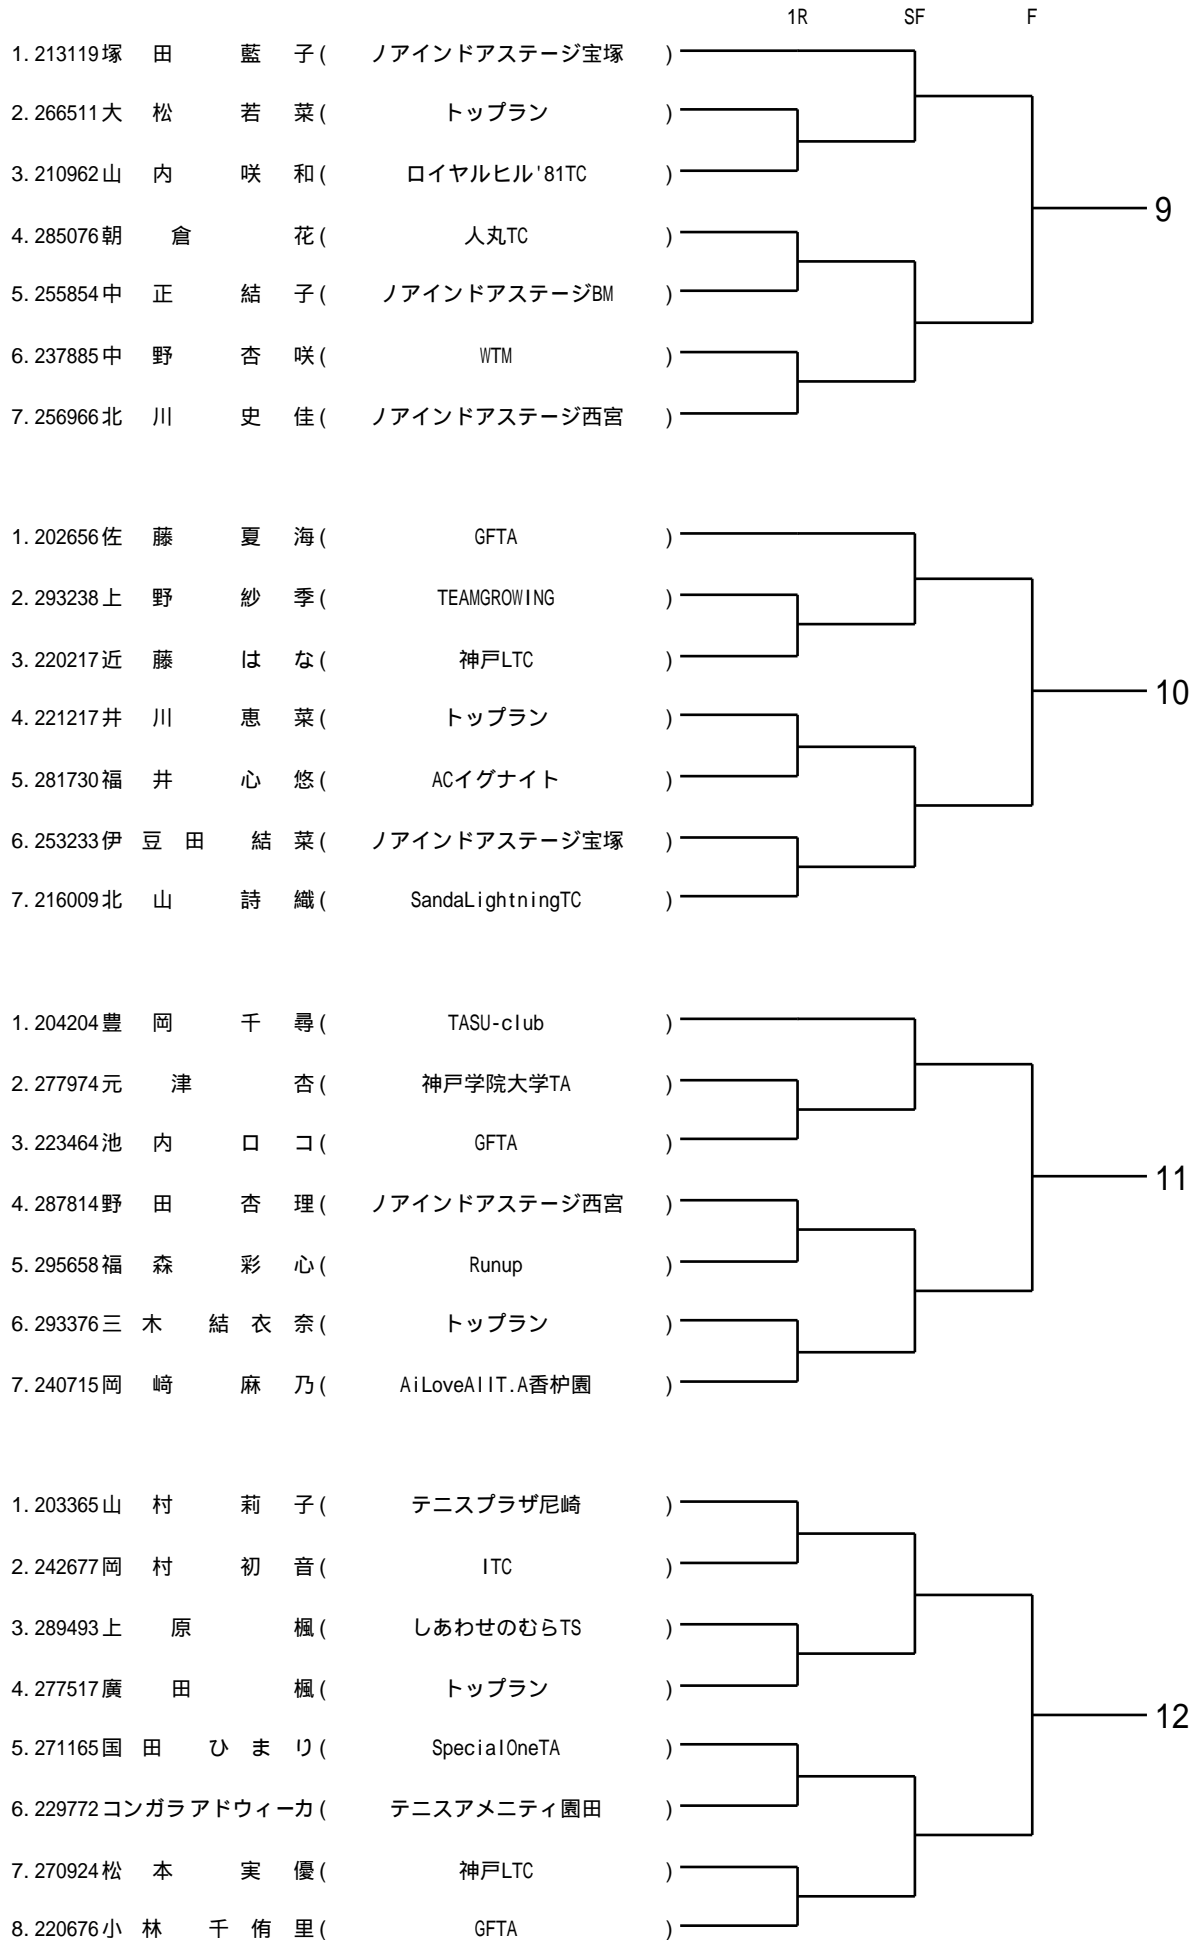 1R SF F
1. 213119 塚 田 藍 子 ( ノアインドアステージ宝塚 )
2. 266511 大 松 若 菜 ( トップラン )
3. 210962 山 内 咲 和 ( ロイヤルヒル'81TC )
9
4. 285076 朝 倉 花 ( 人丸TC )
5. 255854 中 正 結 子 ( ノアインドアステージBM )
6. 237885 中 野 杏 咲 ( WTM )
7. 256966 北 川 史 佳 ( ノアインドアステージ西宮 )
1. 202656 佐 藤 夏 海 ( GFTA )
2. 293238 上 野 紗 季 ( TEAMGROWING )
3. 220217 近 藤 は な ( 神戸LTC )
10
4. 221217 井 川 恵 菜 ( トップラン )
5. 281730 福 井 心 悠 ( ACイグナイト )
6. 253233 伊 豆 田 結 菜 ( ノアインドアステージ宝塚 )
7. 216009 北 山 詩 織 ( SandaLightningTC )
1. 204204 豊 岡 千 尋 ( TASU-club )
2. 277974 元 津 杏 ( 神戸学院大学TA )
3. 223464 池 内 ロ コ ( GFTA )
11
4. 287814 野 田 杏 理 ( ノアインドアステージ西宮 )
5. 295658 福 森 彩 心 ( Runup )
6. 293376 三 木 結 衣 奈 ( トップラン )
7. 240715 岡 﨑 麻 乃 ( AiLoveAllT.A香枦園 )
1. 203365 山 村 莉 子 ( テニスプラザ尼崎 )
2. 242677 岡 村 初 音 ( ITC )
3. 289493 上 原 楓 ( しあわせのむらTS )
4. 277517 廣 田 楓 ( トップラン )
12
5. 271165 国 田 ひ ま り ( SpecialOneTA )
6. 229772 コンガラ アドウィーカ ( テニスアメニティ園田 )
7. 270924 松 本 実 優 ( 神戸LTC )
8. 220676 小 林 千 侑 里 ( GFTA )